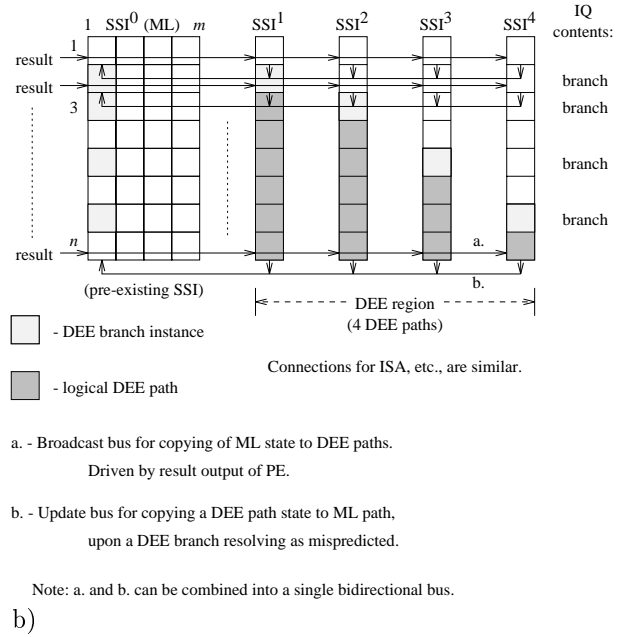 1 SSI0 (ML) m SSI1 SSI2 SSI3 SSI4 IQ
contents:
1
result
result branch
3 branch
branch
branch
n
result a.
b.
(pre-existing SSI)
DEE region
(4 DEE paths)
- DEE branch instance
Connections for ISA, etc., are similar.
- logical DEE path
a. - Broadcast bus for copying of ML state to DEE paths.
Driven by result output of PE.
b. - Update bus for copying a DEE path state to ML path,
upon a DEE branch resolving as mispredicted.
Note: a. and b. can be combined into a single bidirectional bus.
b)